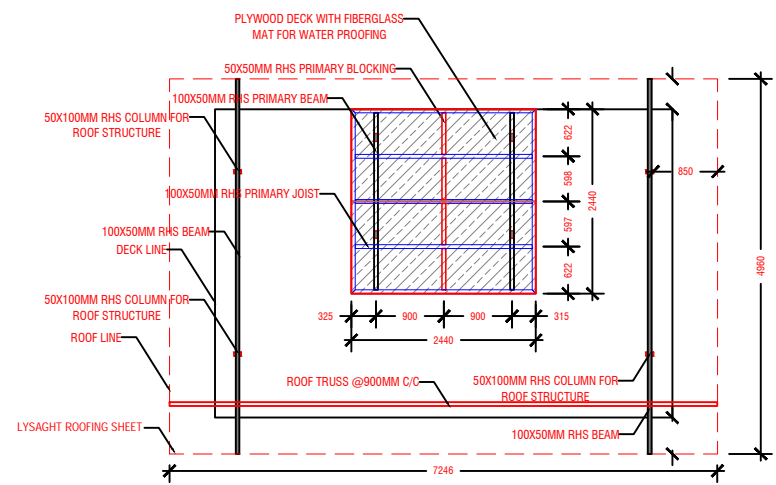 PLYWOOD DECK WITH FIBERGLASS
MAT FOR WATER PROOFING
50X50MM RHS PRIMARY BLOCKING
100X50MM RHS PRIMARY BEAM
50X100MM RHS COLUMN FOR
ROOF STRUCTURE
100X50MM RHS PRIMARY JOIST
100X50MM RHS BEAM
DECK LINE
50X100MM RHS COLUMN FOR
ROOF STRUCTURE
ROOF LINE
LYSAGHT ROOFING SHEET
ROOF TRUSS @900MM C/C
50X100MM RHS COLUMN FOR
ROOF STRUCTURE
100X50MM RHS BEAM
622
598
597
622
2440
850
4960
325
900
900
315
2440
7246